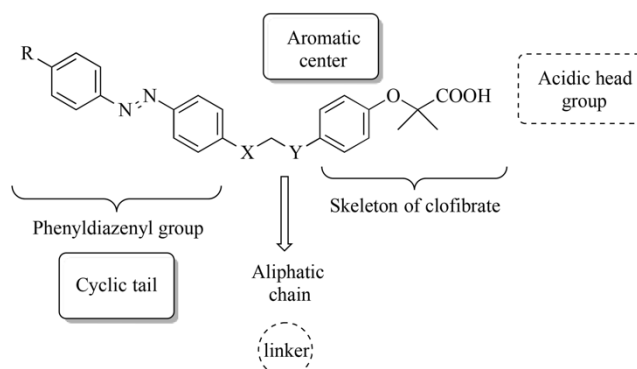 Aromatic
center
R
N
N
O
COOH
X
Y
Acidic head
group
Phenyldiazenyl group
Skeleton of clofibrate
Cyclic tail
Aliphatic
chain
linker